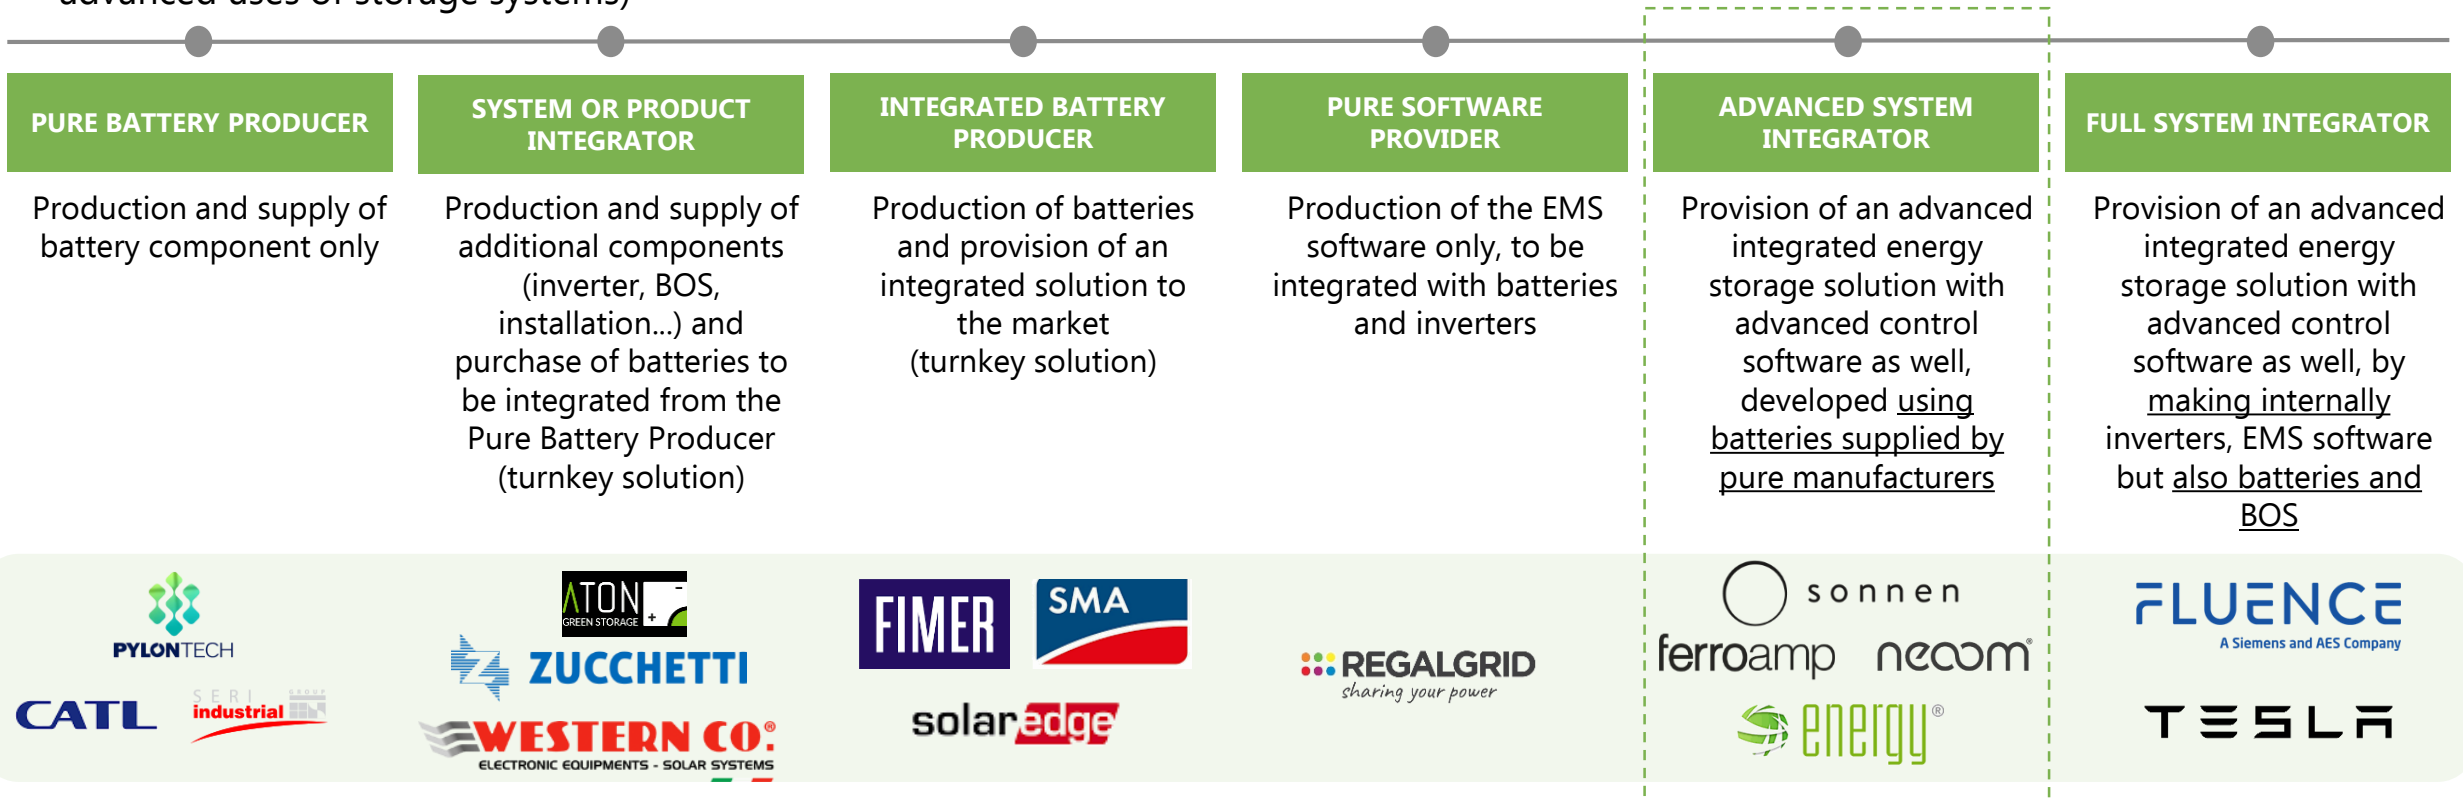 advanced uses of storage systems)
PURE BATTERY PRODUCER
Production and supply of
battery component only
SYSTEM OR PRODUCT
INTEGRATOR
Production and supply of
additional components
(inverter, BOS,
installation...) and
purchase of batteries to
be integrated from the
Pure Battery Producer
(turnkey solution)
INTEGRATED BATTERY
PRODUCER
Production of batteries
and provision of an
integrated solution to
the market
(turnkey solution)
PURE SOFTWARE
PROVIDER
Production of the EMS
software only, to be
integrated with batteries
and inverters
ADVANCED SYSTEM
INTEGRATOR
Provision of an advanced
integrated energy
storage solution with
advanced control
software as well,
developed using
batteries supplied by
pure manufacturers
FULL SYSTEM INTEGRATOR
Provision of an advanced
integrated energy
storage solution with
advanced control
software as well, by
making internally
inverters, EMS software
but also batteries and
BOS
PYLONTECH
CATL
SERI GROUP
industrial
ATON
GREEN STORAGE
ZUCCHETTI
WESTERN CO.®
ELECTRONIC EQUIPMENTS - SOLAR SYSTEMS
FIMER
SMA
solaredge
REGALGRID
sharing your power
sonnen
ferroamp
neoom®
energy®
FLUENCE
A Siemens and AES Company
TESLA